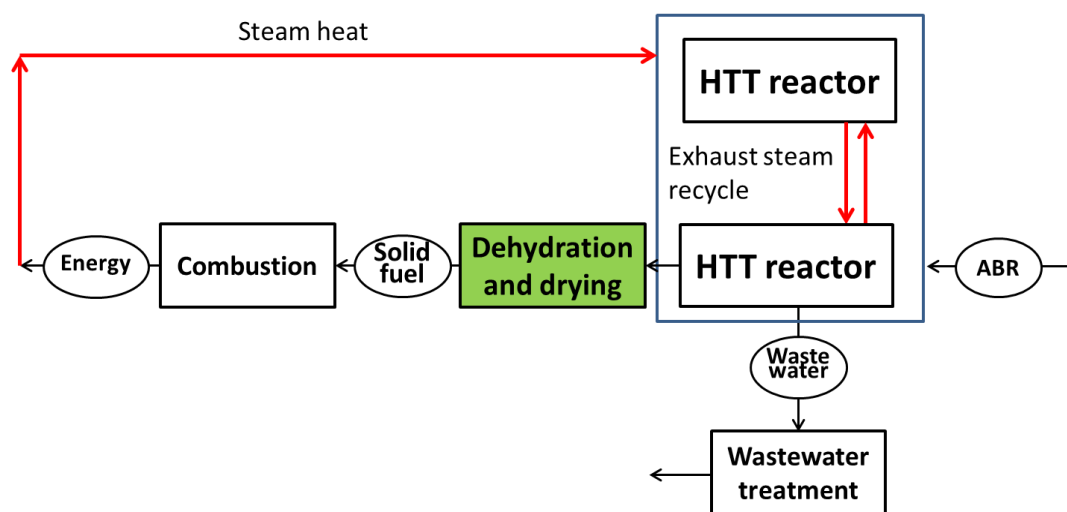 Steam heat
HTT reactor
Exhaust steam
recycle
Energy
Combustion
Solid
fuel
Dehydration
and drying
HTT reactor
ABR
Waste
water
Wastewater
treatment